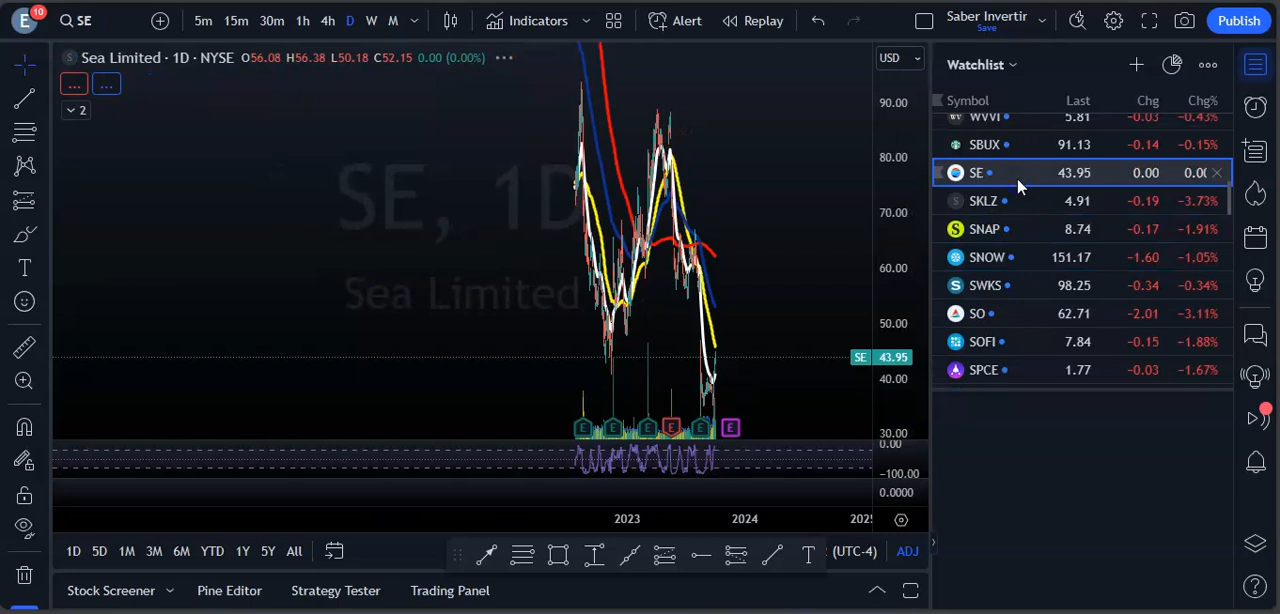 E 10 SE 5m 15m 30m 1h 4h D W M Indicators Alert Replay Saber Invertir Save Publish
S Sea Limited · 1D · NYSE O56.08 H56.38 L50.18 C52.15 0.00 (0.00%) ... USD
... ...
2
SE, 1D
Sea Limited
90.00
80.00
70.00
60.00
50.00
SE 43.95
40.00
30.00
E E E E E E
0.00
-100.00
0.0000
2023 2024 2025
1D 5D 1M 3M 6M YTD 1Y 5Y All T (UTC-4) ADJ
Stock Screener Pine Editor Strategy Tester Trading Panel
Watchlist
Symbol Last Chg Chg%
WVVI 5.81 −0.03 −0.43%
SBUX 91.13 −0.14 −0.15%
SE 43.95 0.00
S SKLZ 4.91 −0.19 −3.73%
S SNAP 8.74 −0.17 −1.91%
SNOW 151.17 −1.60 −1.05%
S SWKS 98.25 −0.34 −0.34%
SO 62.71 −2.01 −3.11%
SOFI 7.84 −0.15 −1.88%
SPCE 1.77 −0.03 −1.67%
T